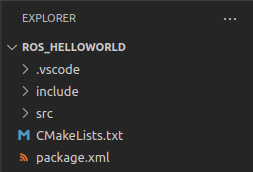 EXPLORER
ROS_HELLOWORLD
.vscode
include
src
CMakeLists.txt
package.xml